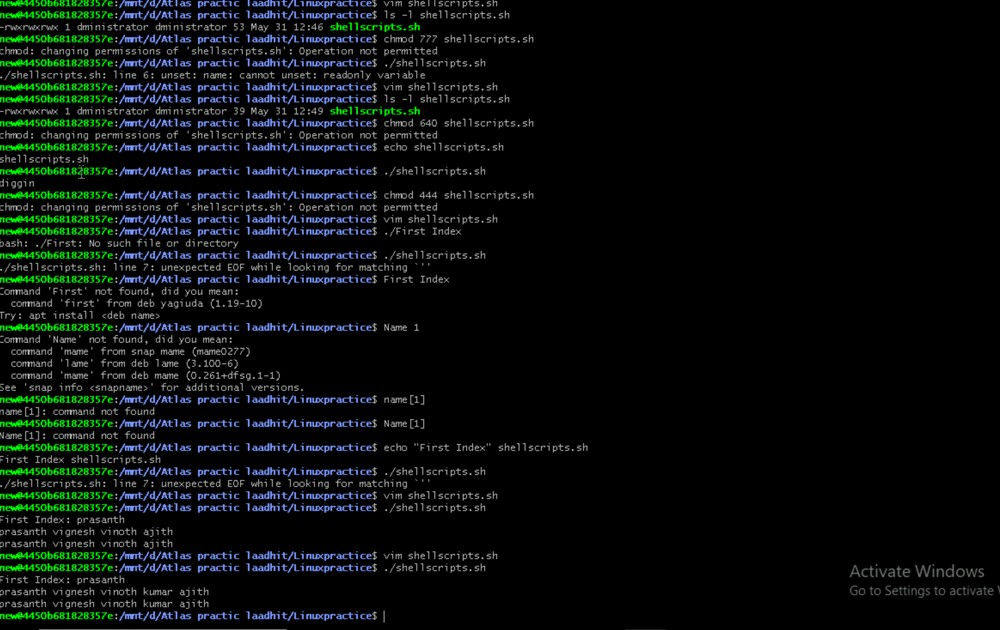 new@4450b681828357e:/mnt/d/Atlas practic laadhit/Linuxpractice$ vim shellscripts.sh
new@4450b681828357e:/mnt/d/Atlas practic laadhit/Linuxpractice$ ls -l shellscripts.sh
-rwxrwxrwx 1 dministrator dministrator 53 May 31 12:46 shellscripts.sh
new@4450b681828357e:/mnt/d/Atlas practic laadhit/Linuxpractice$ chmod 777 shellscripts.sh
chmod: changing permissions of 'shellscripts.sh': Operation not permitted
new@4450b681828357e:/mnt/d/Atlas practic laadhit/Linuxpractice$ ./shellscripts.sh
./shellscripts.sh: line 6: unset: name: cannot unset: readonly variable
new@4450b681828357e:/mnt/d/Atlas practic laadhit/Linuxpractice$ vim shellscripts.sh
new@4450b681828357e:/mnt/d/Atlas practic laadhit/Linuxpractice$ ls -l shellscripts.sh
-rwxrwxrwx 1 dministrator dministrator 39 May 31 12:49 shellscripts.sh
new@4450b681828357e:/mnt/d/Atlas practic laadhit/Linuxpractice$ chmod 640 shellscripts.sh
chmod: changing permissions of 'shellscripts.sh': Operation not permitted
new@4450b681828357e:/mnt/d/Atlas practic laadhit/Linuxpractice$ echo shellscripts.sh
shellscripts.sh
new@4450b681828357e:/mnt/d/Atlas practic laadhit/Linuxpractice$ ./shellscripts.sh
diggin
new@4450b681828357e:/mnt/d/Atlas practic laadhit/Linuxpractice$ chmod 444 shellscripts.sh
chmod: changing permissions of 'shellscripts.sh': Operation not permitted
new@4450b681828357e:/mnt/d/Atlas practic laadhit/Linuxpractice$ vim shellscripts.sh
new@4450b681828357e:/mnt/d/Atlas practic laadhit/Linuxpractice$ ./First Index
bash: ./First: No such file or directory
new@4450b681828357e:/mnt/d/Atlas practic laadhit/Linuxpractice$ ./shellscripts.sh
./shellscripts.sh: line 7: unexpected EOF while looking for matching `''
new@4450b681828357e:/mnt/d/Atlas practic laadhit/Linuxpractice$ First Index
Command 'First' not found, did you mean:
  command 'first' from deb yagiuda (1.19-10)
Try: apt install <deb name>
new@4450b681828357e:/mnt/d/Atlas practic laadhit/Linuxpractice$ Name 1
Command 'Name' not found, did you mean:
  command 'mame' from snap mame (mame0277)
  command 'lame' from deb lame (3.100-6)
  command 'mame' from deb mame (0.261+dfsg.1-1)
See 'snap info <snapname>' for additional versions.
new@4450b681828357e:/mnt/d/Atlas practic laadhit/Linuxpractice$ name[1]
name[1]: command not found
new@4450b681828357e:/mnt/d/Atlas practic laadhit/Linuxpractice$ Name[1]
Name[1]: command not found
new@4450b681828357e:/mnt/d/Atlas practic laadhit/Linuxpractice$ echo "First Index" shellscripts.sh
First Index shellscripts.sh
new@4450b681828357e:/mnt/d/Atlas practic laadhit/Linuxpractice$ ./shellscripts.sh
./shellscripts.sh: line 7: unexpected EOF while looking for matching `''
new@4450b681828357e:/mnt/d/Atlas practic laadhit/Linuxpractice$ vim shellscripts.sh
new@4450b681828357e:/mnt/d/Atlas practic laadhit/Linuxpractice$ ./shellscripts.sh
First Index: prasanth
prasanth vignesh vinoth ajith
prasanth vignesh vinoth ajith
new@4450b681828357e:/mnt/d/Atlas practic laadhit/Linuxpractice$ vim shellscripts.sh
new@4450b681828357e:/mnt/d/Atlas practic laadhit/Linuxpractice$ ./shellscripts.sh
First Index: prasanth
prasanth vignesh vinoth kumar ajith
prasanth vignesh vinoth kumar ajith
new@4450b681828357e:/mnt/d/Atlas practic laadhit/Linuxpractice$
Activate Windows
Go to Settings to activate